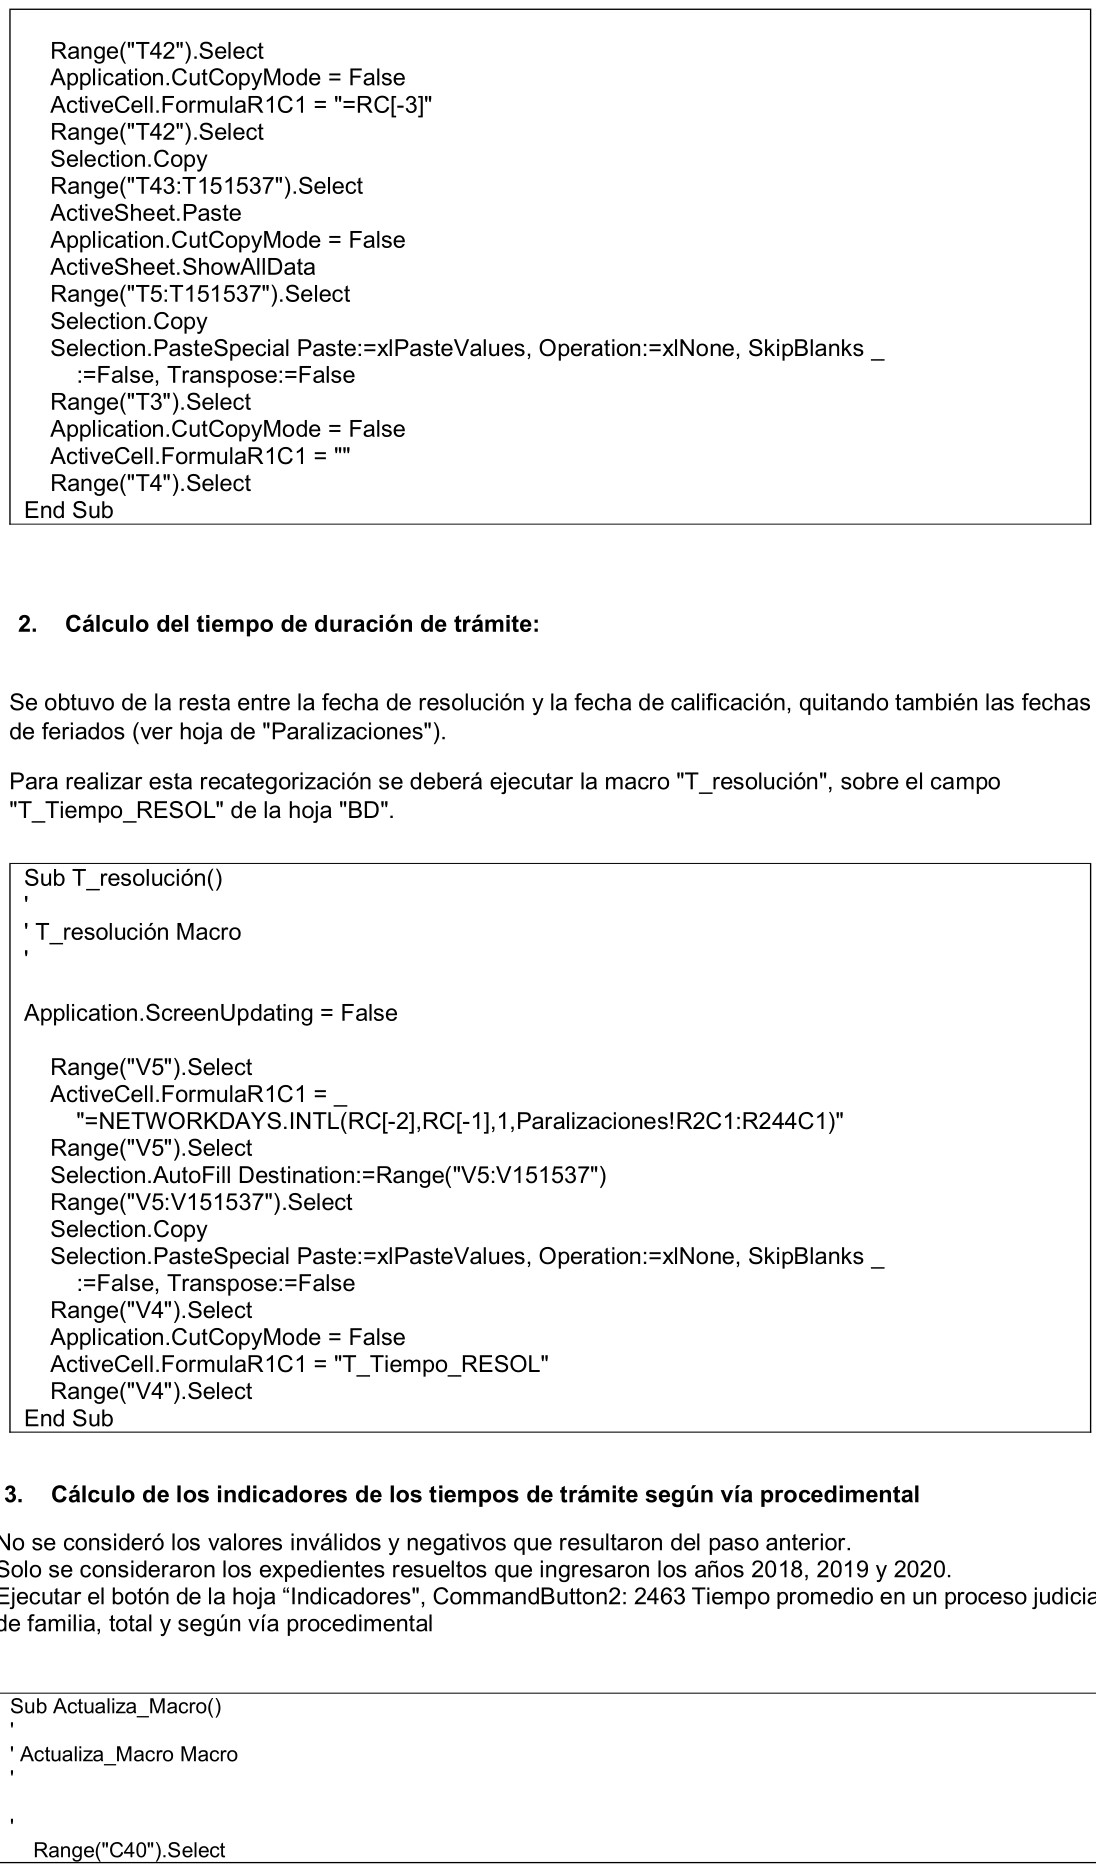 Range("T42").Select
Application.CutCopyMode = False
ActiveCell.FormulaR1C1 = "=RC[-3]"
Range("T42").Select
Selection.Copy
Range("T43:T151537").Select
ActiveSheet.Paste
Application.CutCopyMode = False
ActiveSheet.ShowAllData
Range("T5:T151537").Select
Selection.Copy
Selection.PasteSpecial Paste:=xlPasteValues, Operation:=xlNone, SkipBlanks _
:=False, Transpose:=False
Range("T3").Select
Application.CutCopyMode = False
ActiveCell.FormulaR1C1 = ""
Range("T4").Select
End Sub
2. Cálculo del tiempo de duración de trámite:
Se obtuvo de la resta entre la fecha de resolución y la fecha de calificación, quitando también las fechas
de feriados (ver hoja de "Paralizaciones").
Para realizar esta recategorización se deberá ejecutar la macro "T_resolución", sobre el campo
"T_Tiempo_RESOL" de la hoja "BD".
Sub T_resolución()
'
' T_resolución Macro
'
Application.ScreenUpdating = False
Range("V5").Select
ActiveCell.FormulaR1C1 = _
"=NETWORKDAYS.INTL(RC[-2],RC[-1],1,Paralizaciones!R2C1:R244C1)"
Range("V5").Select
Selection.AutoFill Destination:=Range("V5:V151537")
Range("V5:V151537").Select
Selection.Copy
Selection.PasteSpecial Paste:=xlPasteValues, Operation:=xlNone, SkipBlanks _
:=False, Transpose:=False
Range("V4").Select
Application.CutCopyMode = False
ActiveCell.FormulaR1C1 = "T_Tiempo_RESOL"
Range("V4").Select
End Sub
3. Cálculo de los indicadores de los tiempos de trámite según vía procedimental
No se consideró los valores inválidos y negativos que resultaron del paso anterior.
Solo se consideraron los expedientes resueltos que ingresaron los años 2018, 2019 y 2020.
Ejecutar el botón de la hoja “Indicadores", CommandButton2: 2463 Tiempo promedio en un proceso judicia
de familia, total y según vía procedimental
Sub Actualiza_Macro()
'
' Actualiza_Macro Macro
'
'
Range("C40").Select